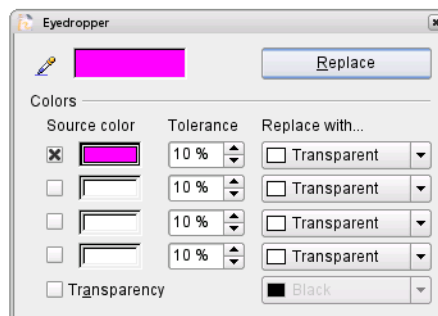 Eyedropper
Replace
Colors
Source color Tolerance Replace with...
10 % Transparent
10 % Transparent
10 % Transparent
10 % Transparent
Transparency Black